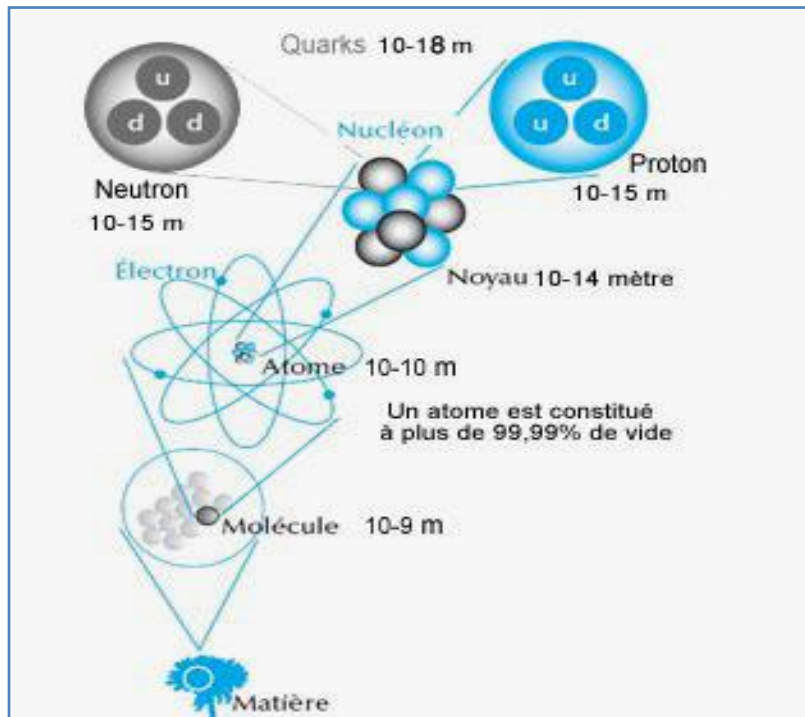 Quarks 10-18 m
u
d d
u
u d
Nucléon
Neutron
10-15 m
Proton
10-15 m
Électron
Noyau 10-14 mètre
Atome 10-10 m
Un atome est constitué
à plus de 99,99% de vide
Molécule 10-9 m
Matière